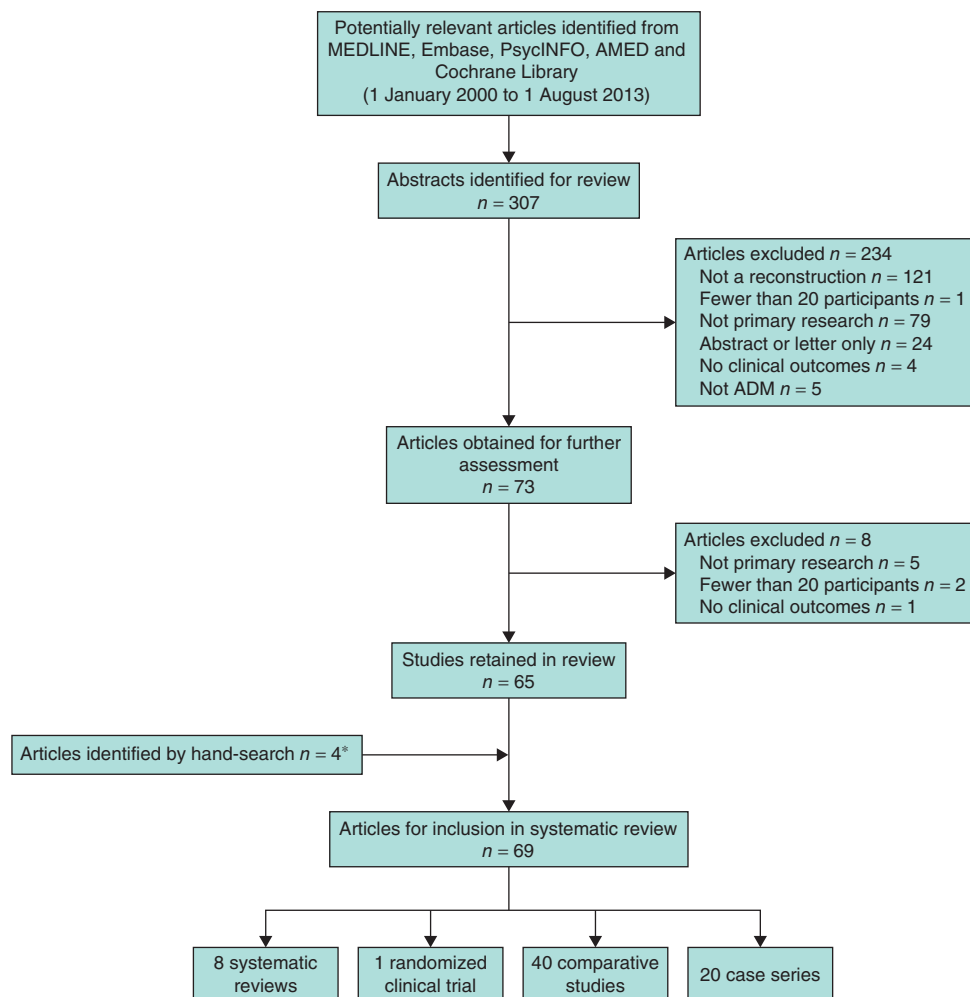 Potentially relevant articles identified from
MEDLINE, Embase, PsycINFO, AMED and
Cochrane Library
(1 January 2000 to 1 August 2013)
Abstracts identified for review
n = 307
Articles excluded n = 234
Not a reconstruction n = 121
Fewer than 20 participants n = 1
Not primary research n = 79
Abstract or letter only n = 24
No clinical outcomes n = 4
Not ADM n = 5
Articles obtained for further
assessment
n = 73
Articles excluded n = 8
Not primary research n = 5
Fewer than 20 participants n = 2
No clinical outcomes n = 1
Studies retained in review
n = 65
Articles identified by hand-search n = 4*
Articles for inclusion in systematic review
n = 69
8 systematic
reviews
1 randomized
clinical trial
40 comparative
studies
20 case series